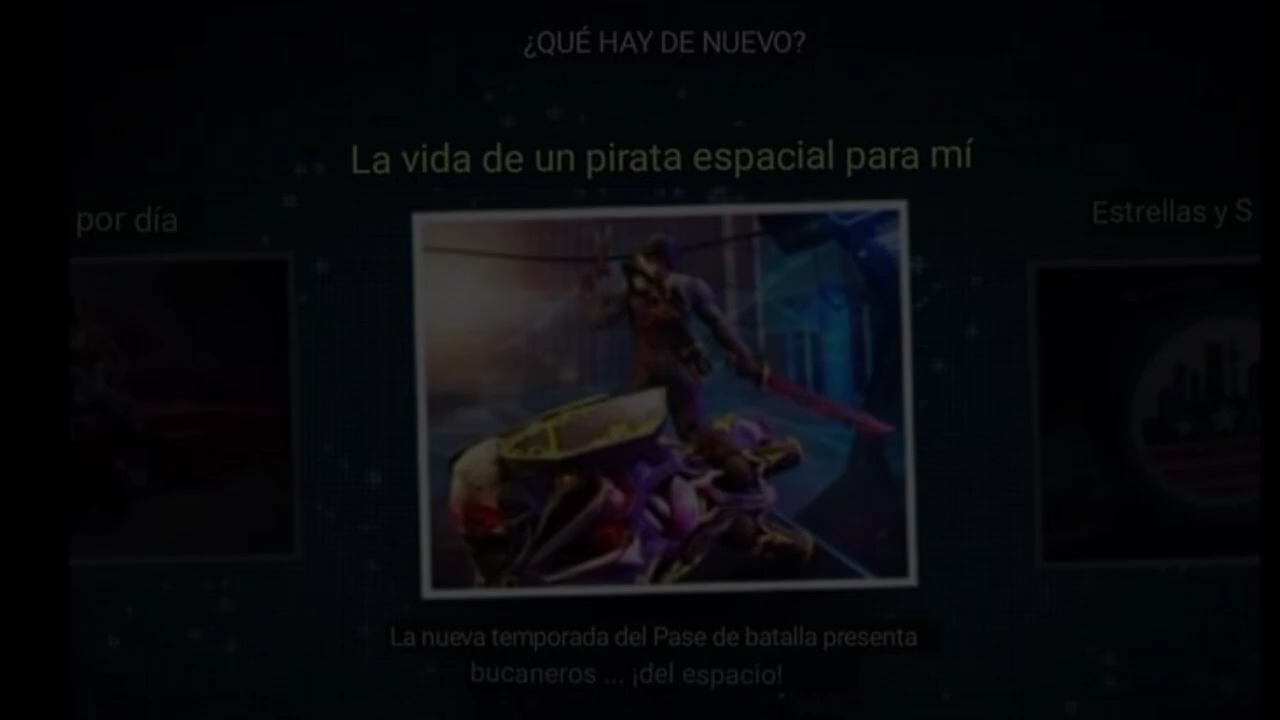 ¿QUÉ HAY DE NUEVO?
La vida de un pirata espacial para mí
por día
Estrellas y S
La nueva temporada del Pase de batalla presenta
bucaneros ... ¡del espacio!